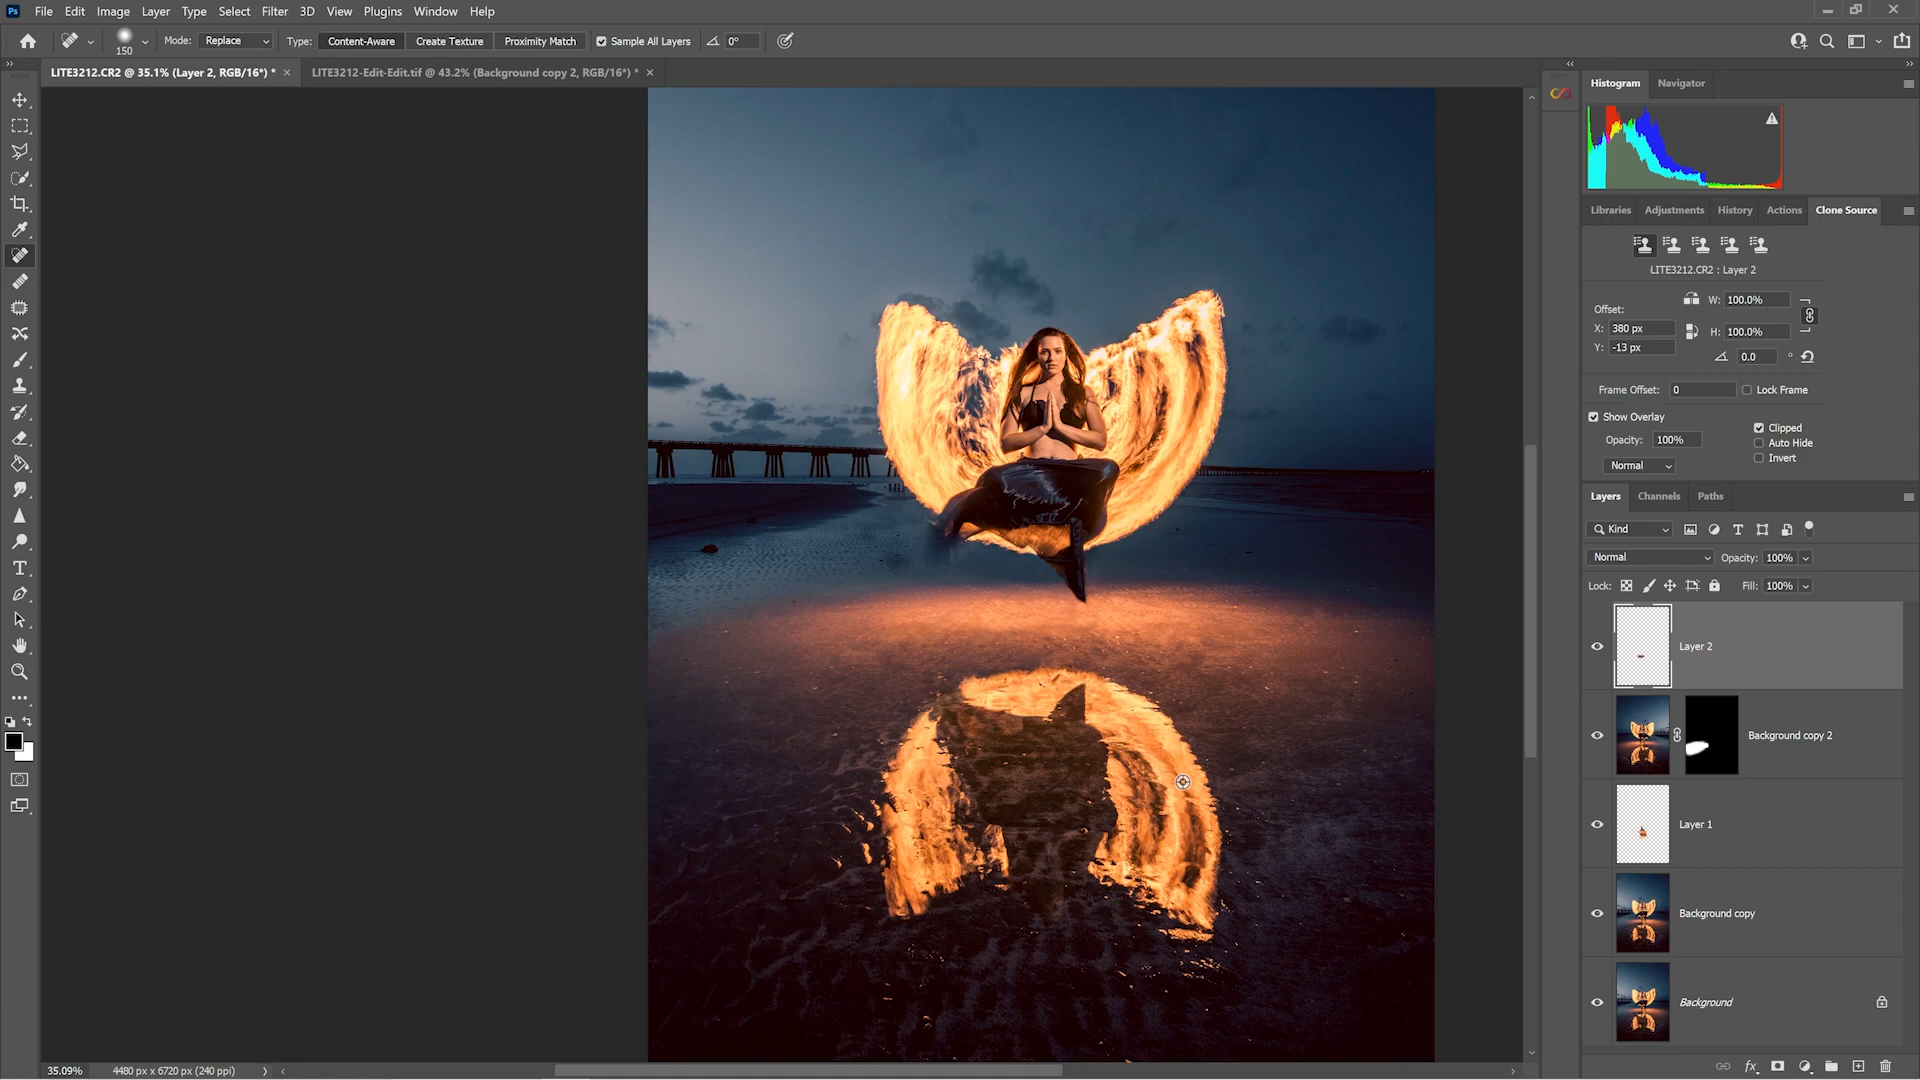 Ps File Edit Image Layer Type Select Filter 3D View Plugins Window Help
150 Mode: Replace Type: Content-Aware Create Texture Proximity Match Sample All Layers 0°
LITE3212.CR2 @ 35.1% (Layer 2, RGB/16*) * × LITE3212-Edit-Edit.tif @ 43.2% (Background copy 2, RGB/16*) * ×
Histogram Navigator
Libraries Adjustments History Actions Clone Source
LITE3212.CR2 : Layer 2
Offset: W: 100.0%
X: 380 px H: 100.0%
Y: -13 px 0.0 °
Frame Offset: 0 Lock Frame
Show Overlay Clipped
Opacity: 100% Auto Hide
Normal Invert
Layers Channels Paths
Kind
Normal Opacity: 100%
Lock: Fill: 100%
Layer 2
Background copy 2
Layer 1
Background copy
Background
fx
35.09% 4480 px x 6720 px (240 ppi)